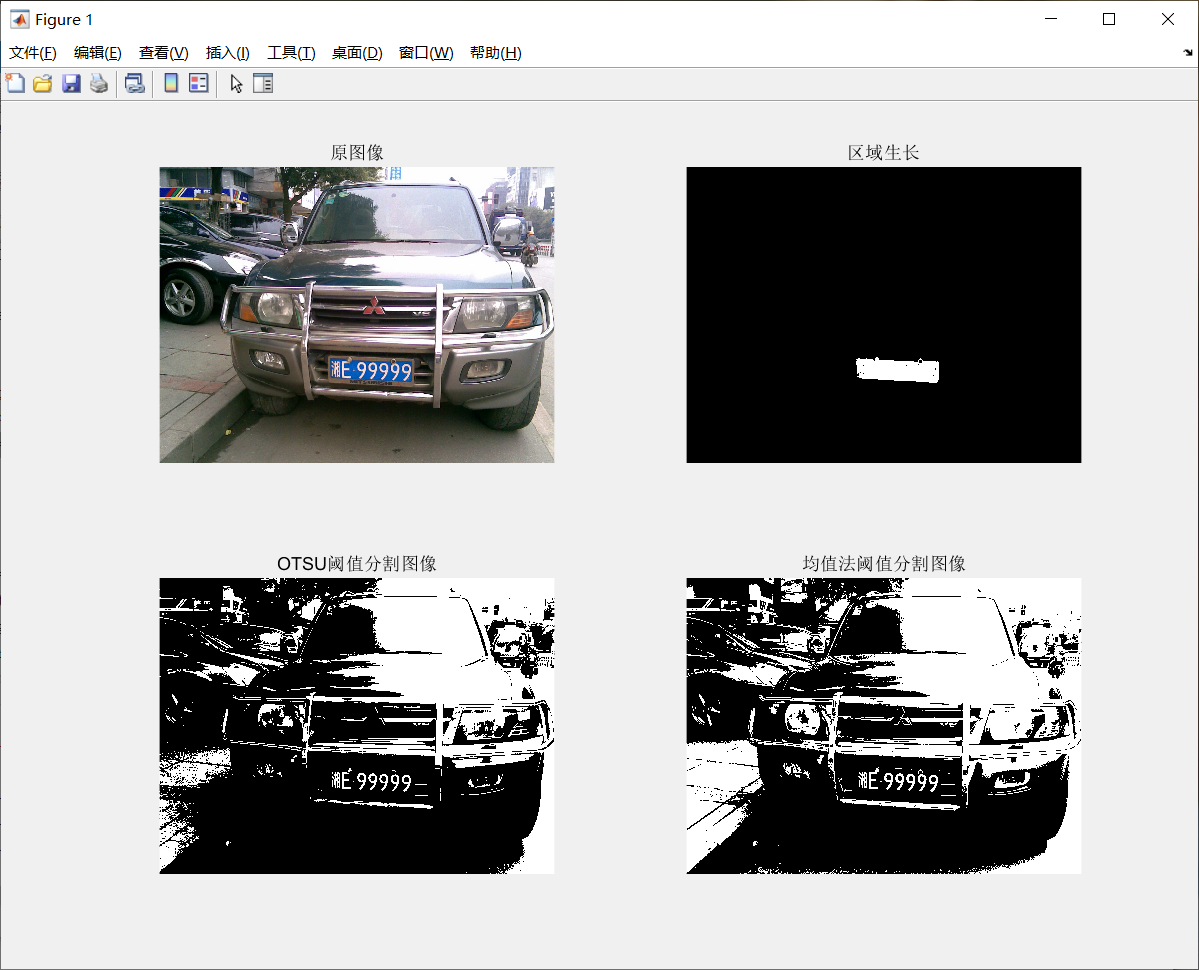 Figure 1
文件(F) 编辑(E) 查看(V) 插入(I) 工具(T) 桌面(D) 窗口(W) 帮助(H)
原图像
区域生长
湘E·99999
OTSU阈值分割图像
均值法阈值分割图像
湘E·99999
湘E·99999